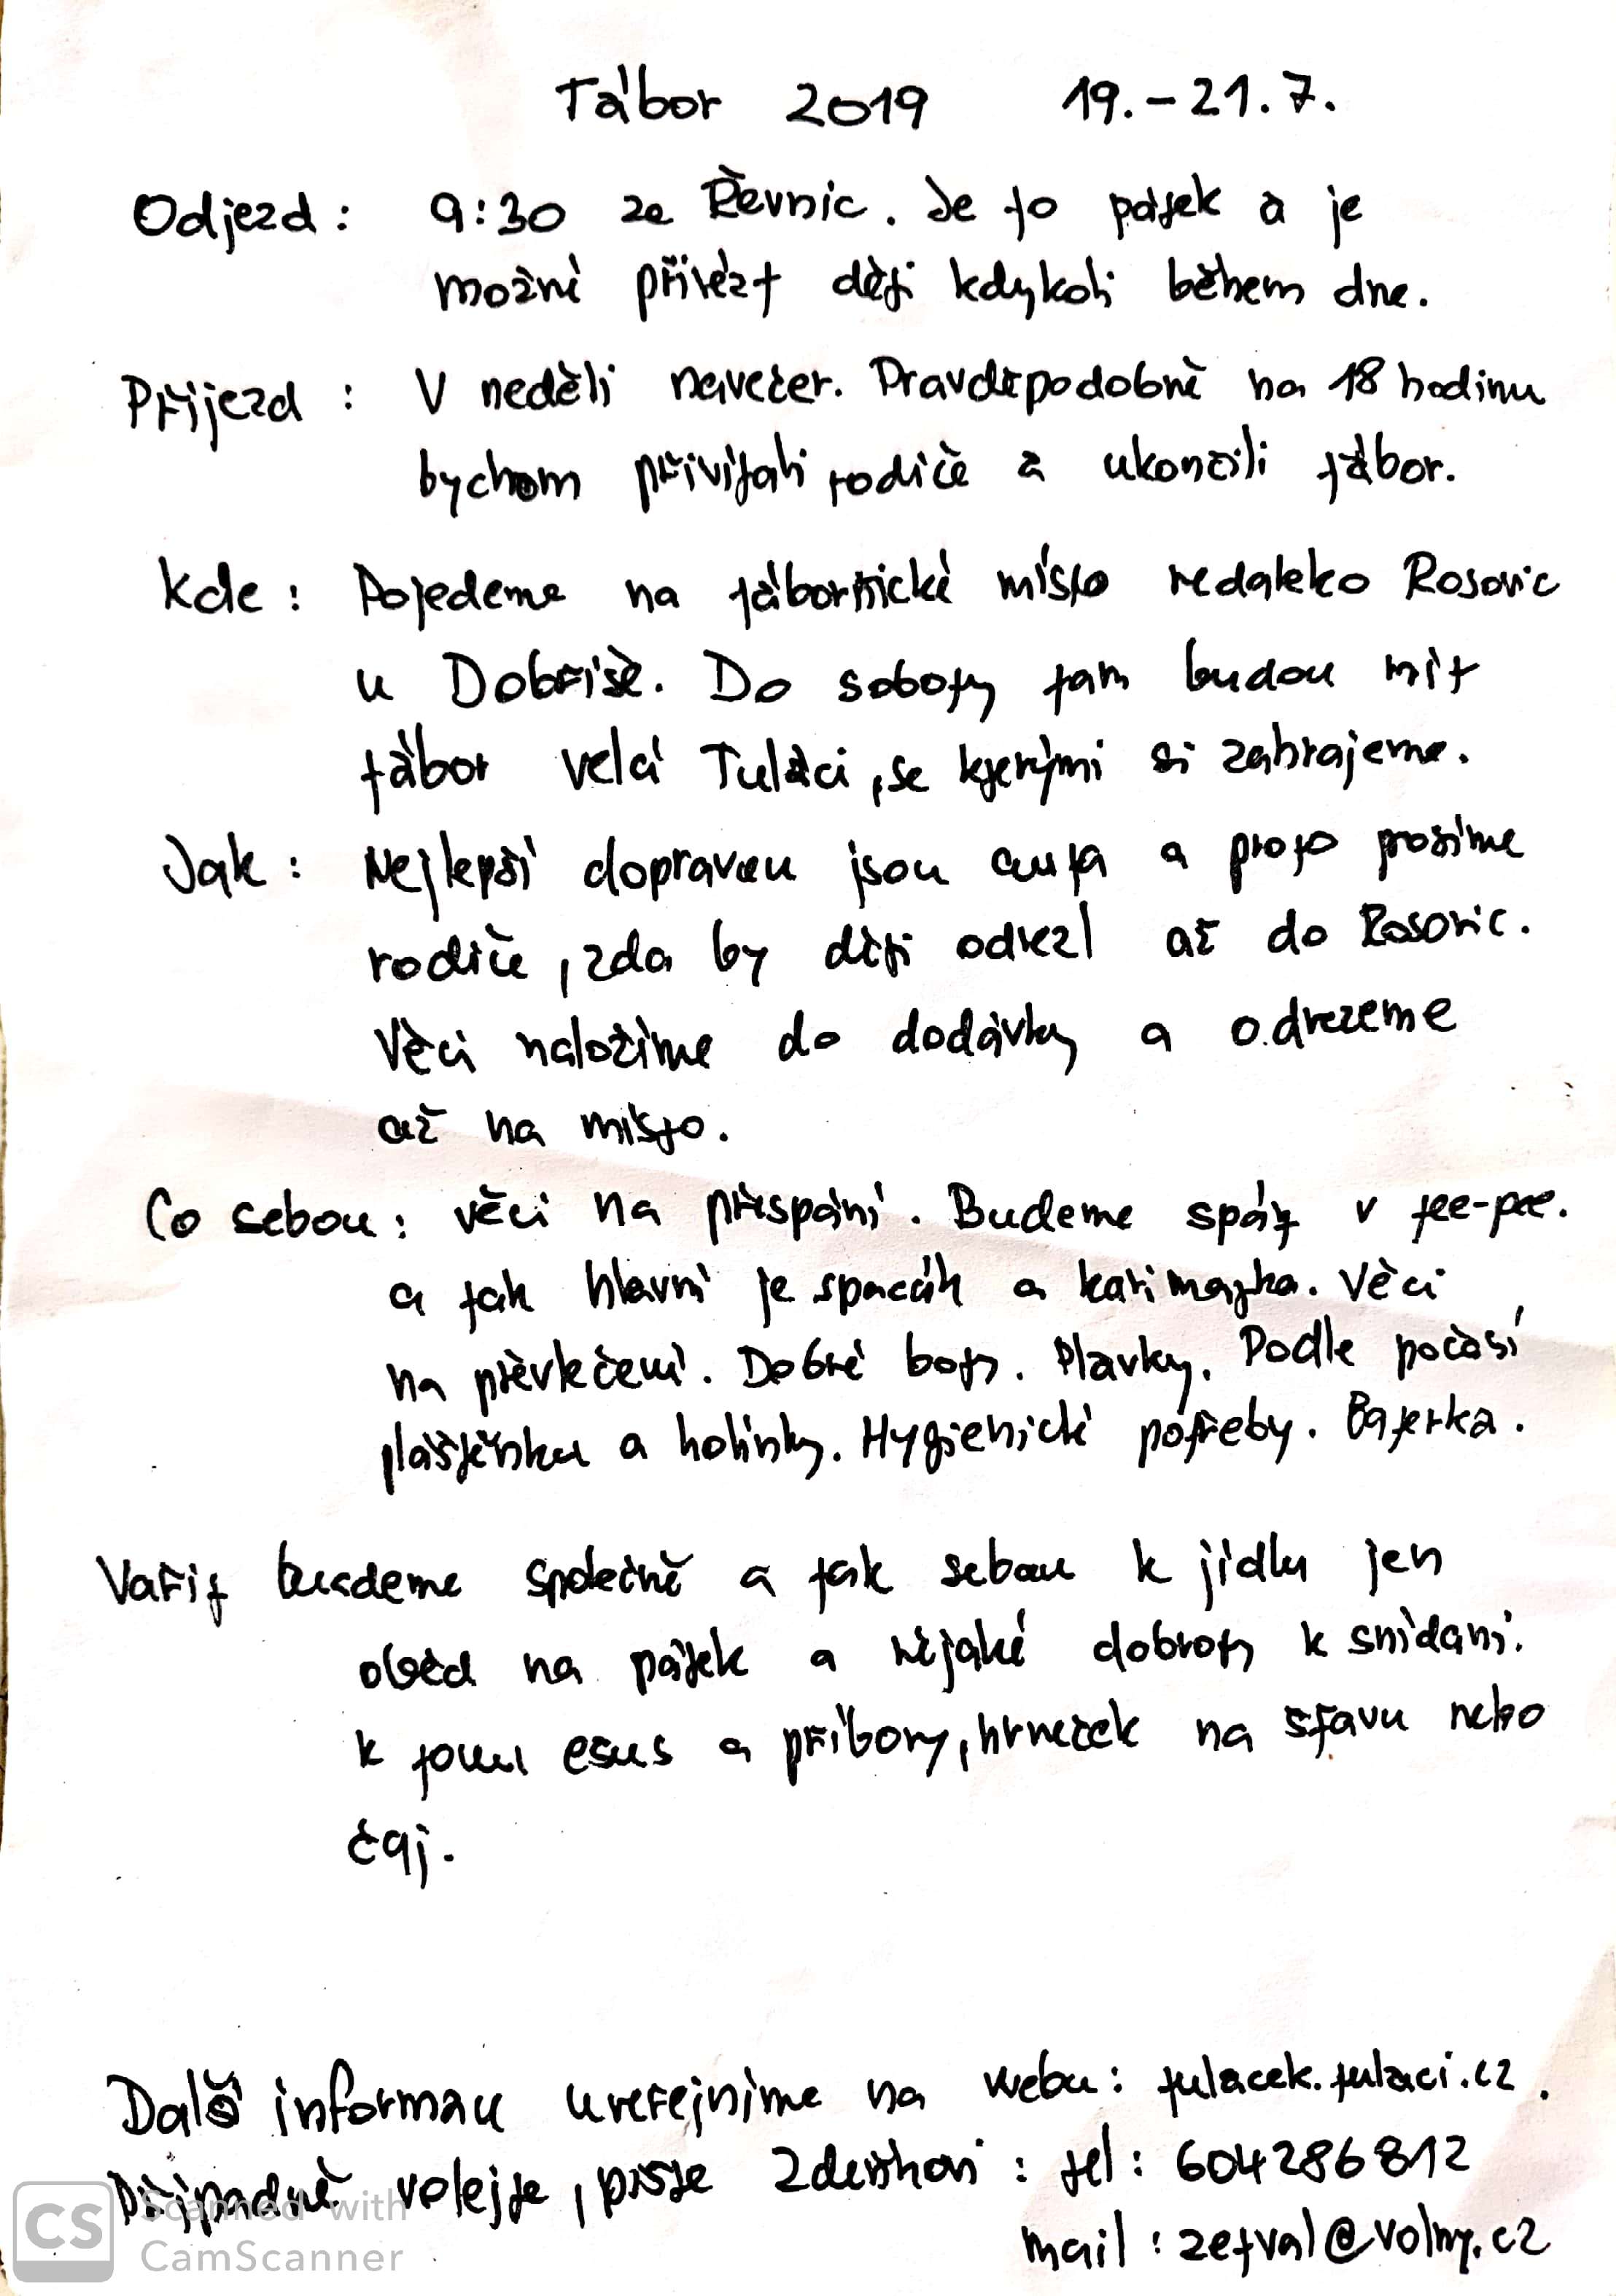 Tábor 2019 19.-21.7.
Odjezd: 9:30 ze Řevnic. Je to pátek a je
možné přivézt děti kdykoli během dne.
Příjezd: V neděli navečer. Pravděpodobně na 18 hodinu
bychom přivítali rodiče a ukončili tábor.
Kde: Pojedeme na tábornické místo nedaleko Rosovic
u Dobříše. Do soboty tam budou mít
tábor velcí Tuláci, se kterými si zahrajeme.
Jak: Nejlepší dopravou jsou auta a proto prosíme
rodiče, zda by děti odvezl až do Rosovic.
Věci naložíme do dodávky a odvezeme
až na místo.
Co sebou: věci na přespání. Budeme spát v tee-pee.
a tak hlavní je spacák a karimatka. Věci
na převlečení. Dobré boty. Plavky. Podle počasí
pláštěnku a holínky. Hygienické potřeby. Baterka.
Vařit budeme společně a tak sebou k jídlu jen
oběd na pátek a nějaké dobroty k snídani.
K tomu esus a příbory, hrneček na šťávu nebo
čaj.
Další informace uveřejníme na webu: tulacek.tulaci.cz.
Případně volejte, pište Zdeňkovi: tel: 604286812
mail: zetval@volny.cz
CS Scanned with
CamScanner